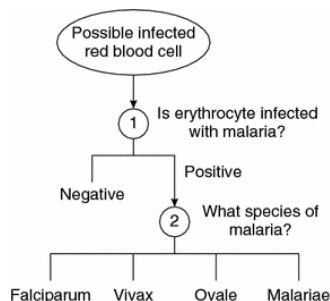 Possible infected
red blood cell
1
Is erythrocyte infected
with malaria?
Negative
Positive
2
What species of
malaria?
Falciparum Vivax Ovale Malariae